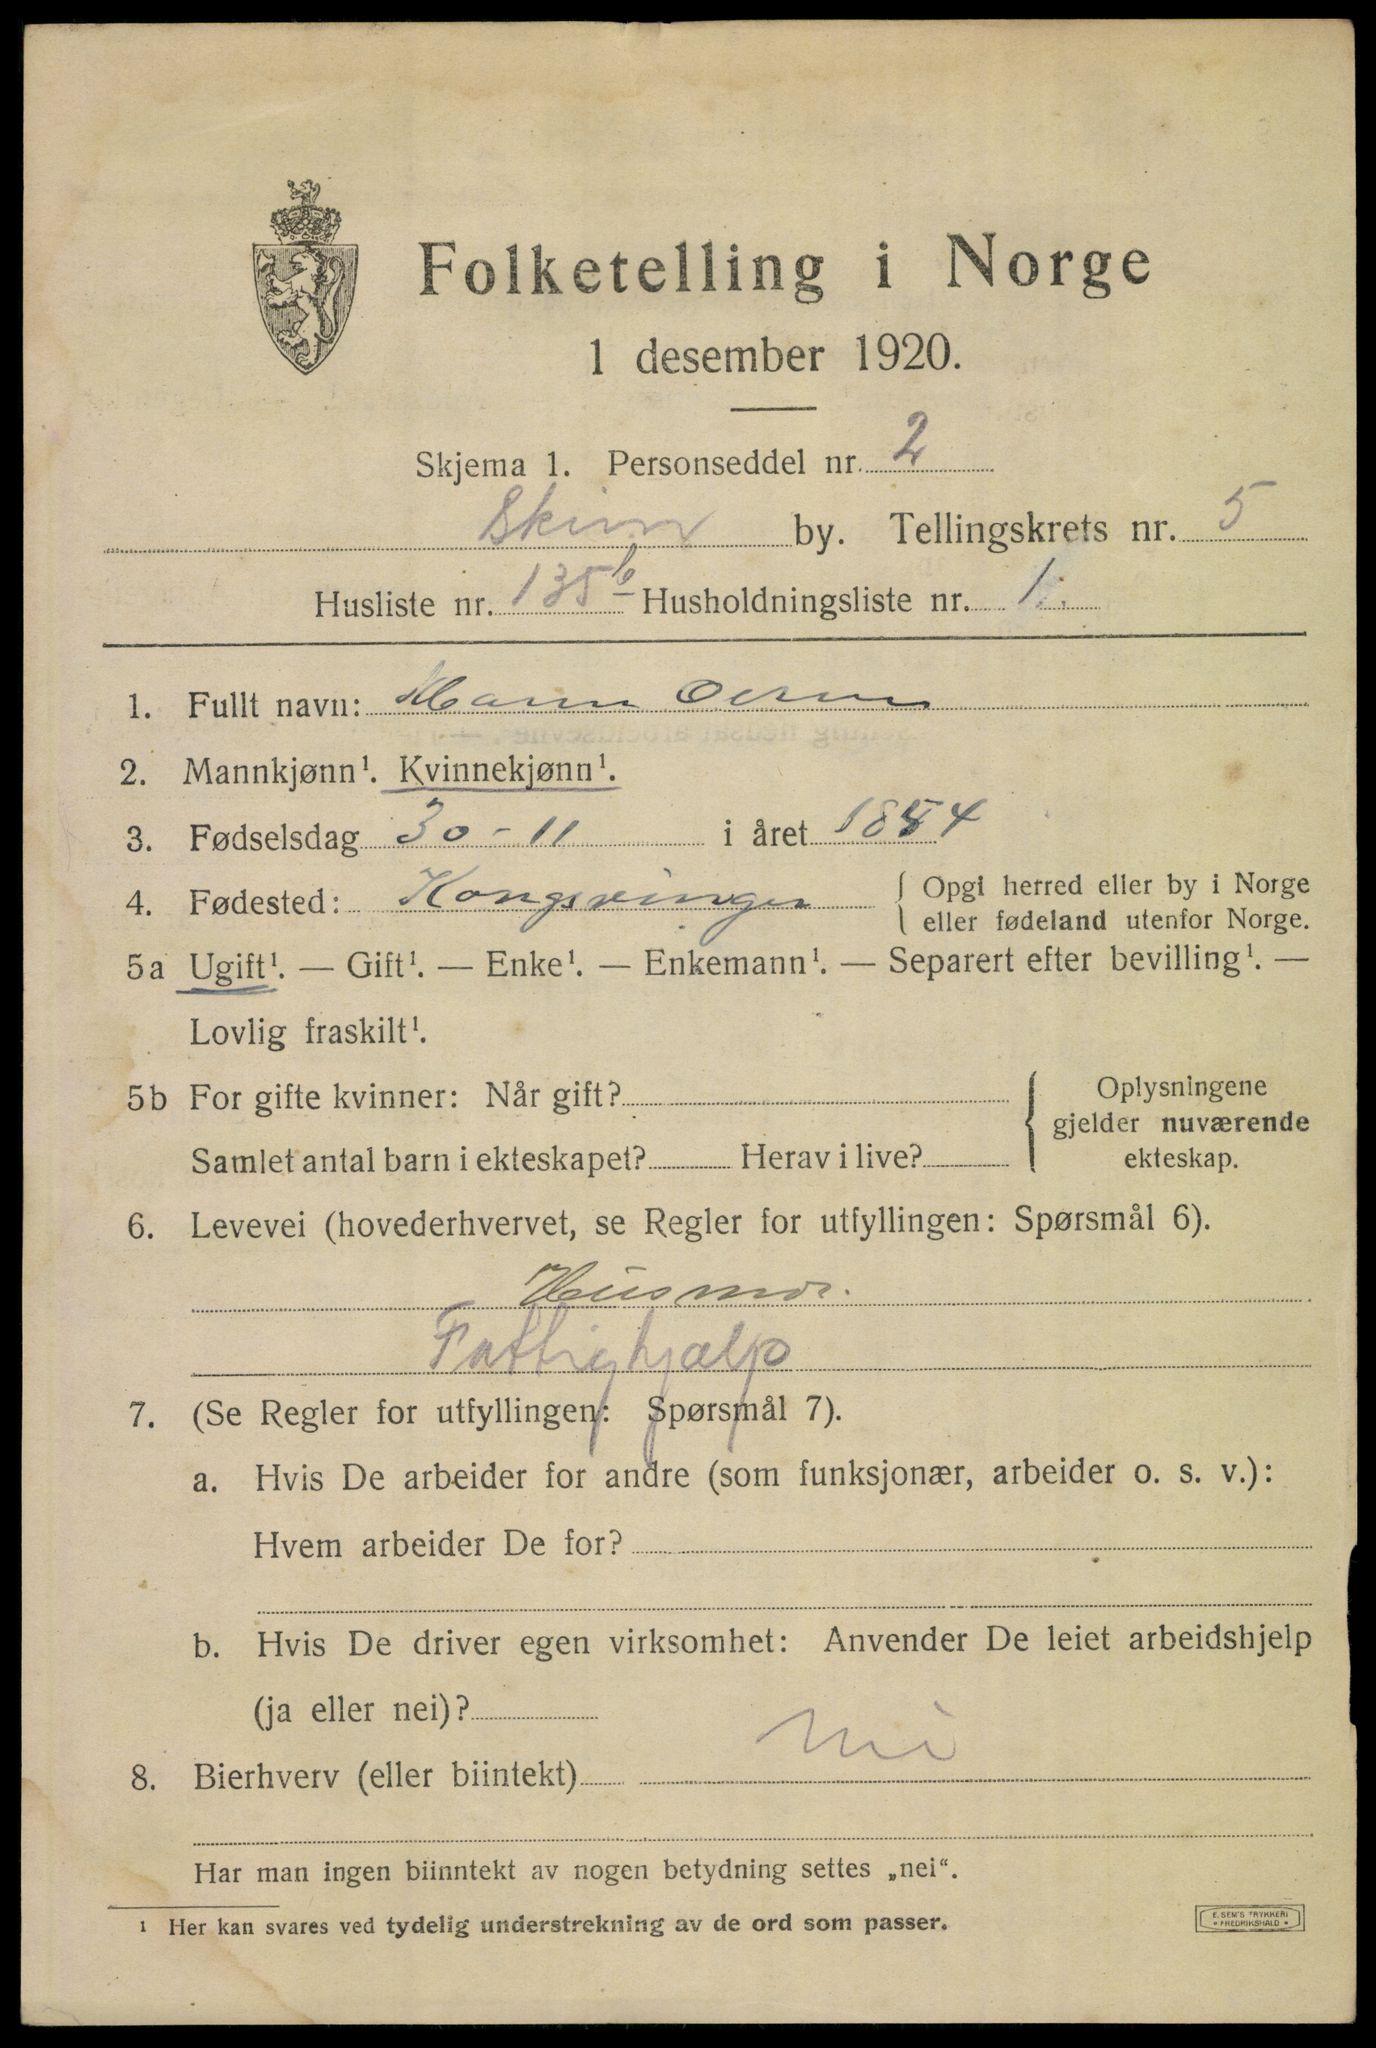 Folketelling i Norge
1 desember 1920.
Skjema 1. Personseddel nr. 2
by. Tellingskrets nr. 5
Husliste nr. 135b Husholdningsliste nr. 1.
1. Fullt navn:
2. Mannkjønn¹. Kvinnekjønn¹.
3. Fødselsdag 30-11 i året 1884
4. Fødested: Kongsvinger { Opgi herred eller by i Norge
eller fødeland utenfor Norge.
5a Ugift¹. — Gift¹. — Enke¹. — Enkemann¹. — Separert efter bevilling¹. —
Lovlig fraskilt¹.
5b For gifte kvinner: Når gift? { Oplysningene
gjelder nuværende
Samlet antal barn i ekteskapet? Herav i live? ekteskap.
6. Levevei (hovederhvervet, se Regler for utfyllingen: Spørsmål 6).
Husmor.
Fattighjælp
7. (Se Regler for utfyllingen: Spørsmål 7).
a. Hvis De arbeider for andre (som funksjonær, arbeider o. s. v.):
Hvem arbeider De for?
b. Hvis De driver egen virksomhet: Anvender De leiet arbeidshjelp
(ja eller nei)?
8. Bierhverv (eller biintekt) nei
Har man ingen biinntekt av nogen betydning settes „nei“.
¹ Her kan svares ved tydelig understrekning av de ord som passer.
E. SEM'S TRYKKERI
FREDRIKSHALD